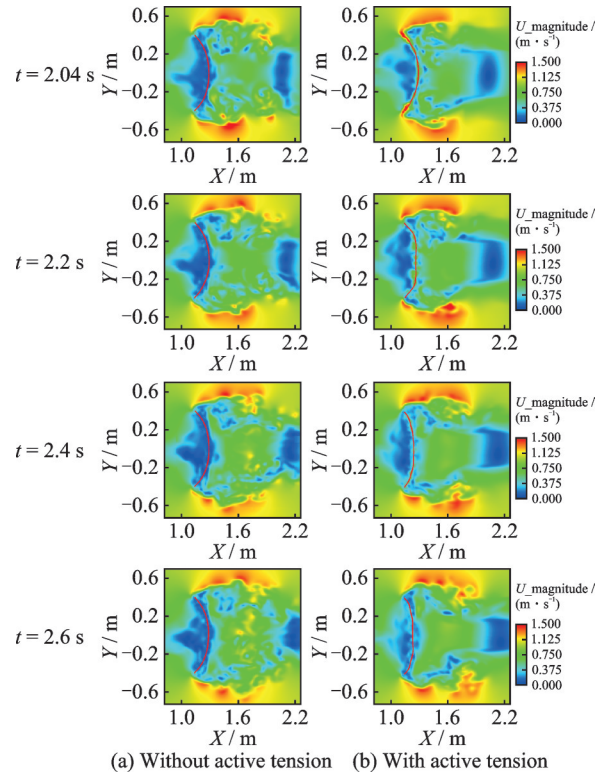 t = 2.04 s
Y / m
0.6
0.2
−0.2
−0.6
1.0 1.6 2.2
X / m
Y / m
0.6
0.2
−0.2
−0.6
1.0 1.6 2.2
X / m
U_magnitude /
(m·s⁻¹)
1.500
1.125
0.750
0.375
0.000
t = 2.2 s
Y / m
0.6
0.2
−0.2
−0.6
1.0 1.6 2.2
X / m
Y / m
0.6
0.2
−0.2
−0.6
1.0 1.6 2.2
X / m
U_magnitude /
(m·s⁻¹)
1.500
1.125
0.750
0.375
0.000
t = 2.4 s
Y / m
0.6
0.2
−0.2
−0.6
1.0 1.6 2.2
X / m
Y / m
0.6
0.2
−0.2
−0.6
1.0 1.6 2.2
X / m
U_magnitude /
(m·s⁻¹)
1.500
1.125
0.750
0.375
0.000
t = 2.6 s
Y / m
0.6
0.2
−0.2
−0.6
1.0 1.6 2.2
X / m
Y / m
0.6
0.2
−0.2
−0.6
1.0 1.6 2.2
X / m
U_magnitude /
(m·s⁻¹)
1.500
1.125
0.750
0.375
0.000
(a) Without active tension
(b) With active tension